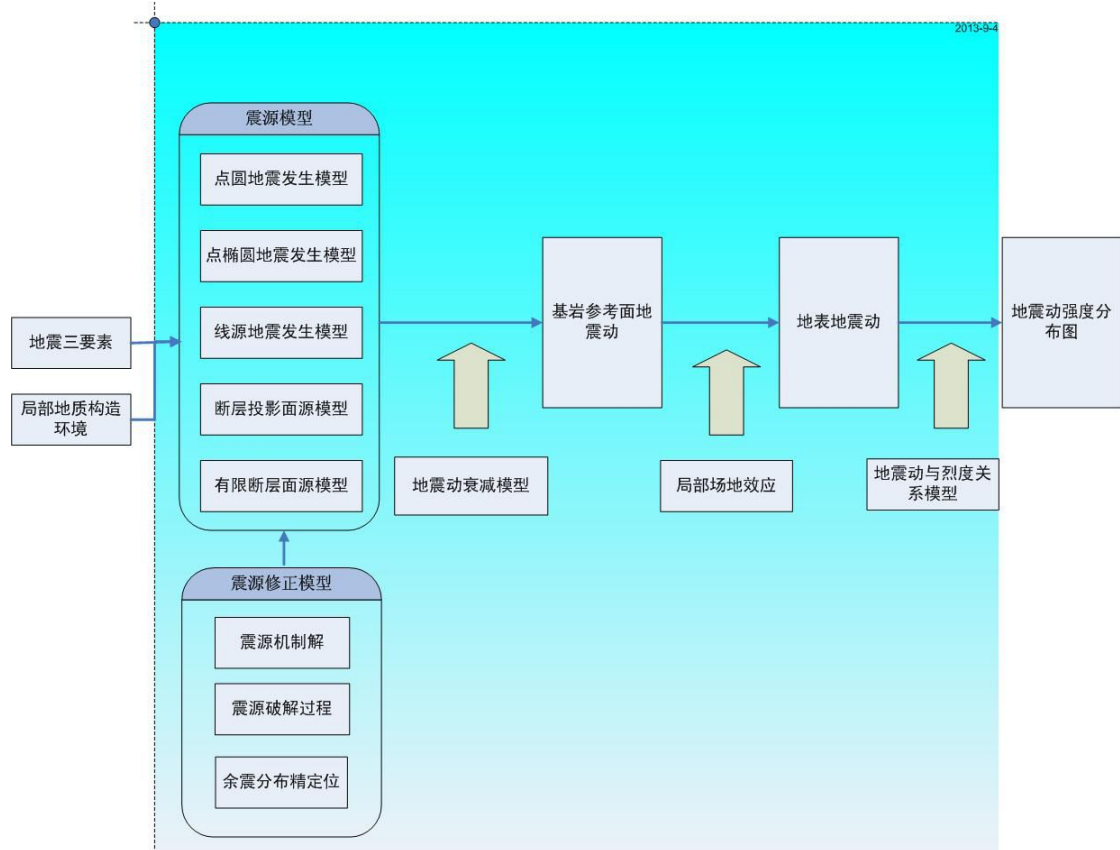 2013-9-4
震源模型
点圆地震发生模型
点椭圆地震发生模型
线源地震发生模型
断层投影面源模型
有限断层面源模型
地震三要素
局部地质构造
环境
基岩参考面地
震动
地表地震动
地震动强度分
布图
地震动衰减模型
局部场地效应
地震动与烈度关
系模型
震源修正模型
震源机制解
震源破解过程
余震分布精定位